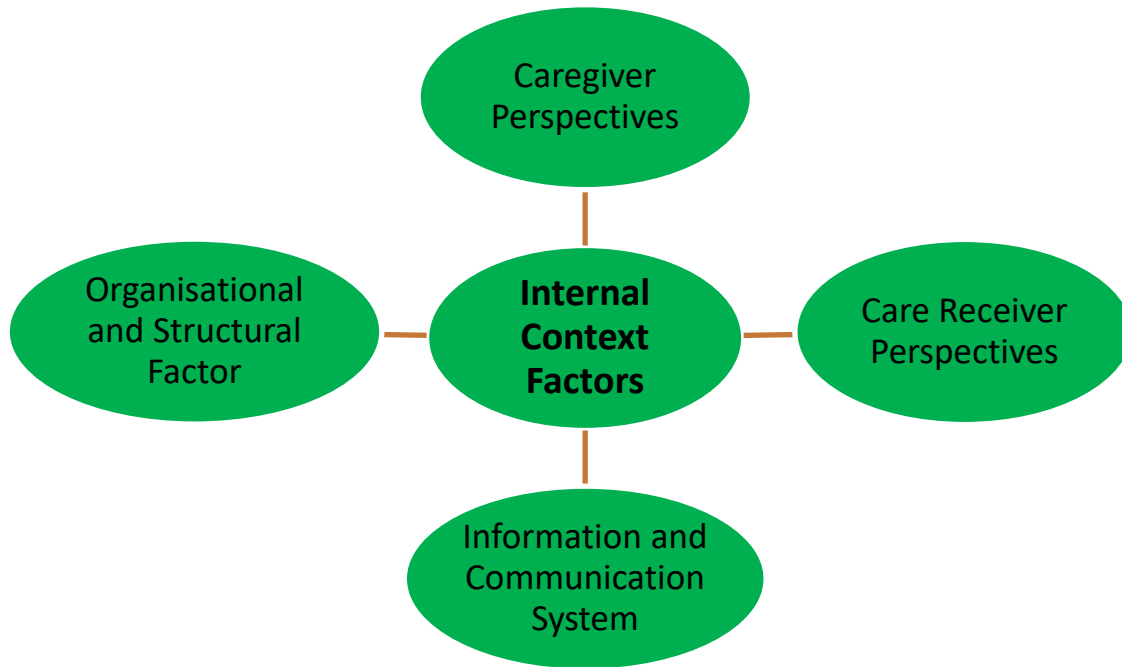 Caregiver
Perspectives
Organisational
and Structural
Factor
Internal
Context
Factors
Care Receiver
Perspectives
Information and
Communication
System